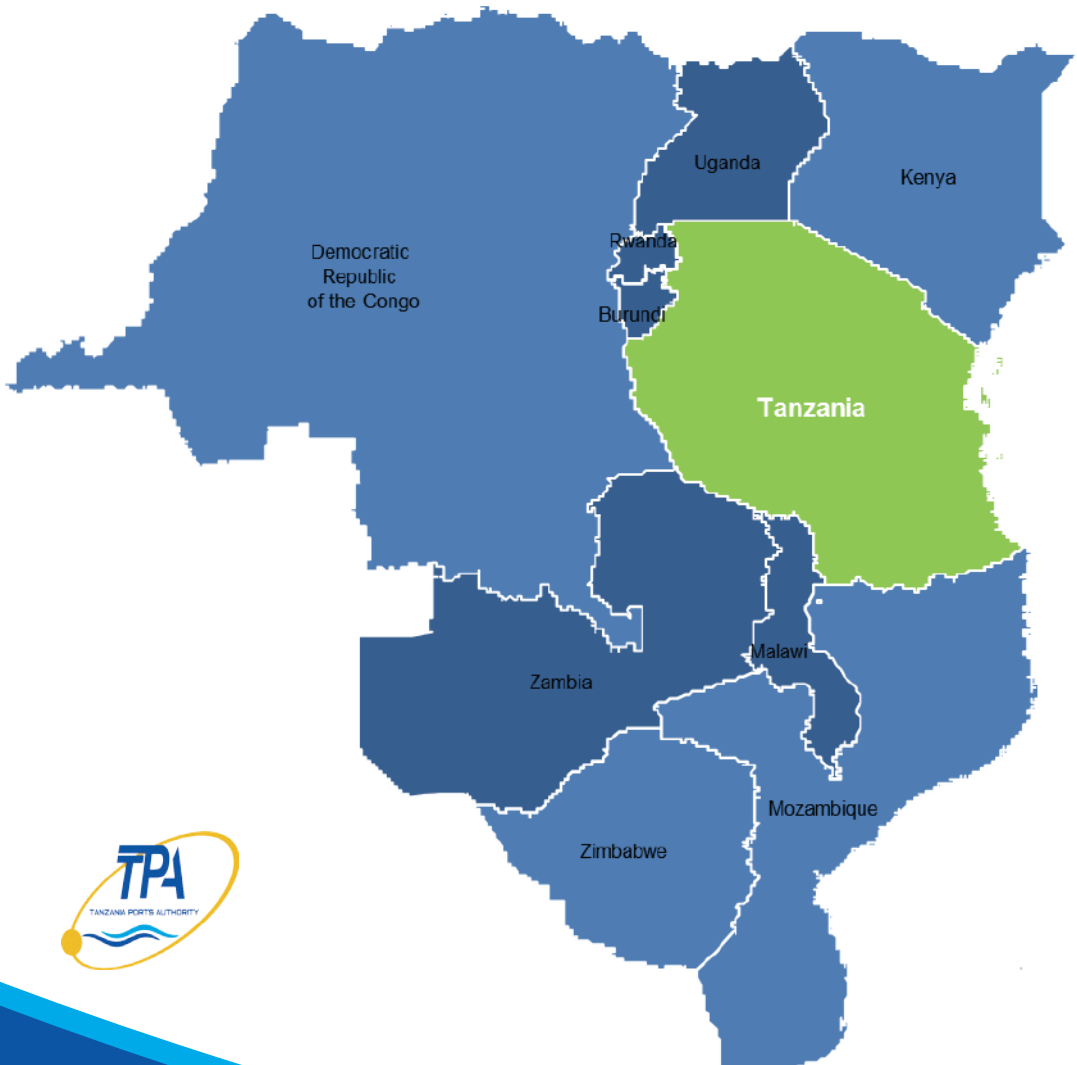 Uganda
Kenya
Rwanda
Democratic
Republic
of the Congo
Burundi
Tanzania
Malawi
Zambia
Mozambique
Zimbabwe
TPA
TANZANIA PORTS AUTHORITY